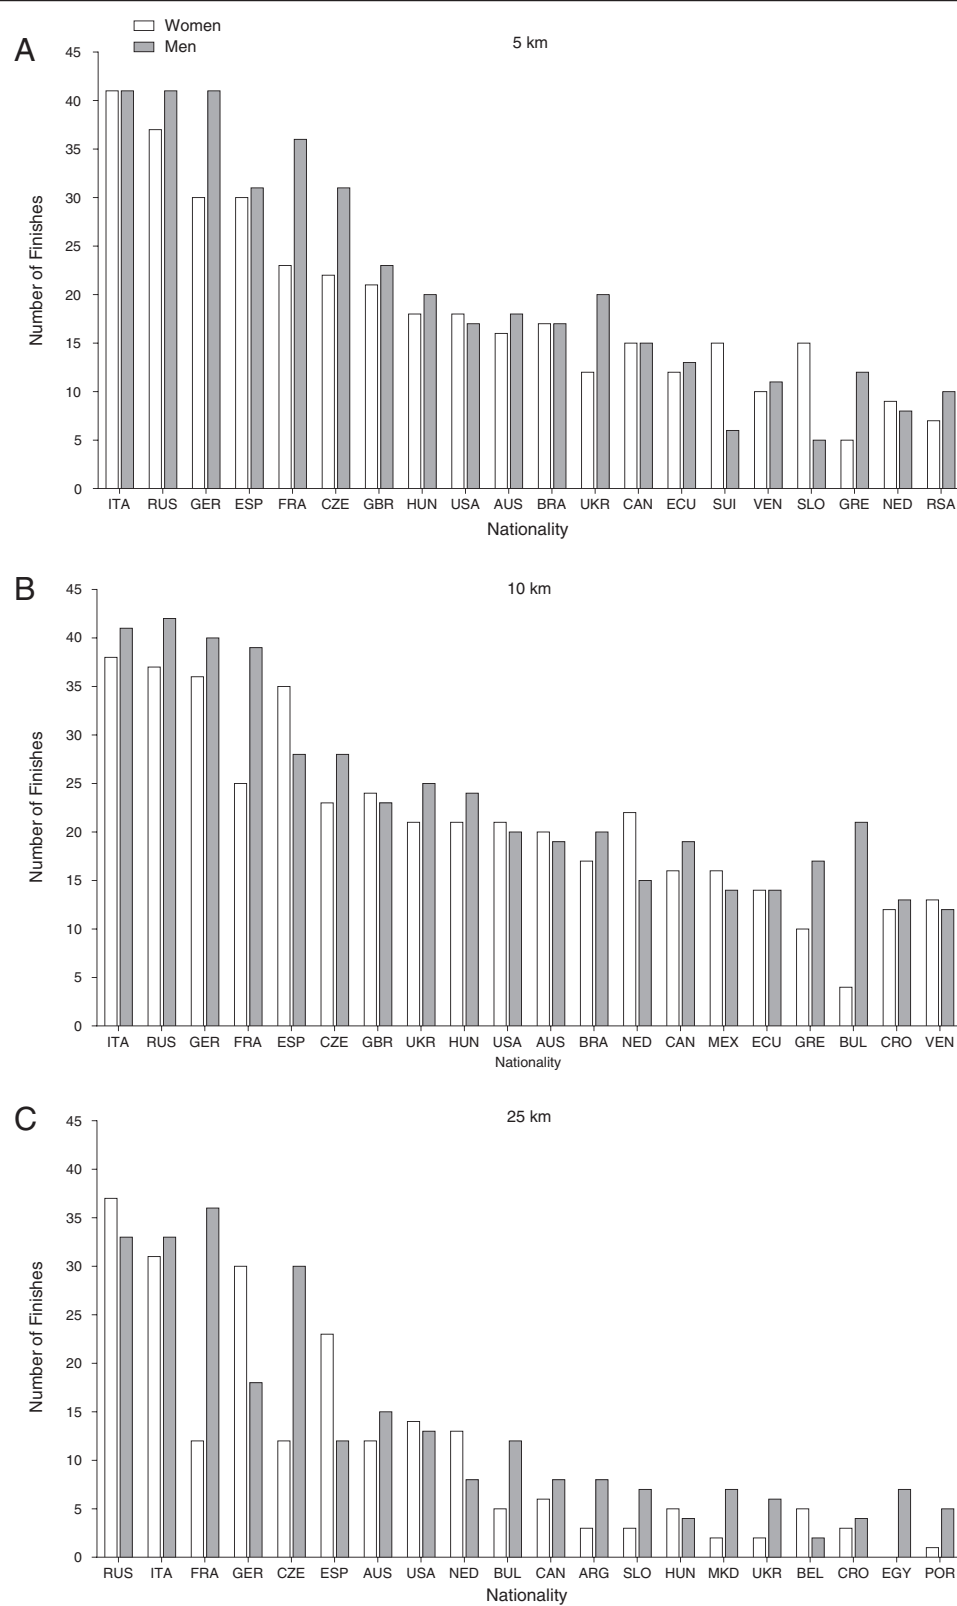 Women
Men
A
5 km
45
40
35
30
25
20
15
10
5
0
Number of Finishes
ITA RUS GER ESP FRA CZE GBR HUN USA AUS BRA UKR CAN ECU SUI VEN SLO GRE NED RSA
Nationality
B
10 km
45
40
35
30
25
20
15
10
5
0
Number of Finishes
ITA RUS GER FRA ESP CZE GBR UKR HUN USA AUS BRA NED CAN MEX ECU GRE BUL CRO VEN
Nationality
C
25 km
45
40
35
30
25
20
15
10
5
0
Number of Finishes
RUS ITA FRA GER CZE ESP AUS USA NED BUL CAN ARG SLO HUN MKD UKR BEL CRO EGY POR
Nationality